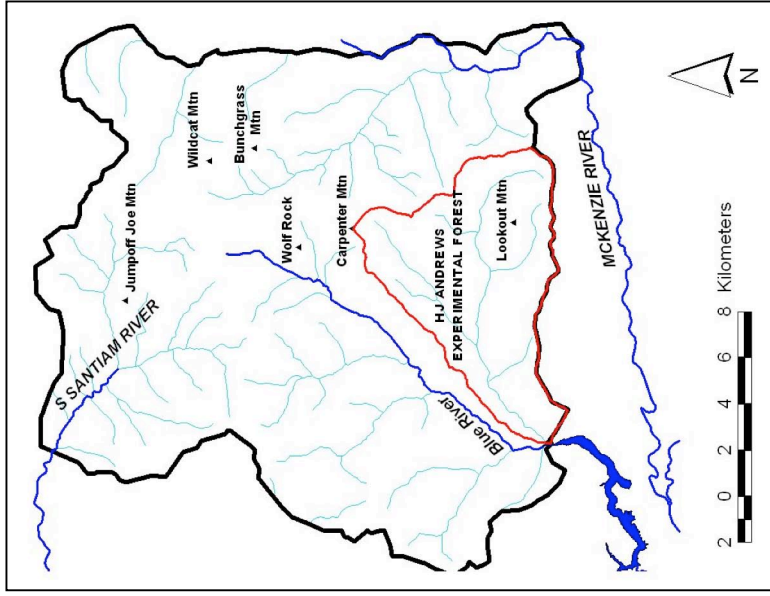 S SANTIAM RIVER
Jumpoff Joe Mtn
Wildcat Mtn
Bunchgrass
Mtn
Wolf Rock
Carpenter Mtn
HJ ANDREWS
EXPERIMENTAL FOREST
Lookout Mtn
Blue River
MCKENZIE RIVER
2 0 2 4 6 8 Kilometers
N